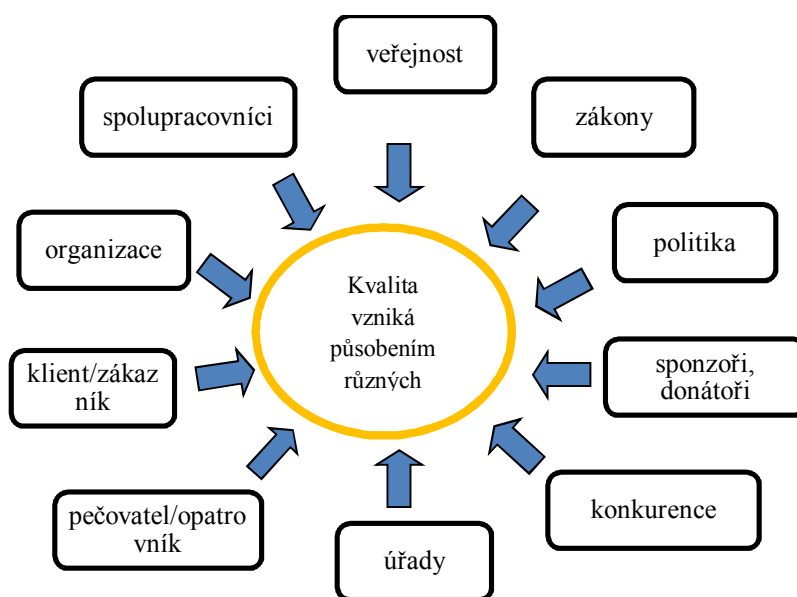 veřejnost
spolupracovníci
zákony
organizace
politika
Kvalita
vzniká
působením
různých
klient/zákaz
ník
sponzoři,
donátoři
pečovatel/opatro
vník
konkurence
úřady